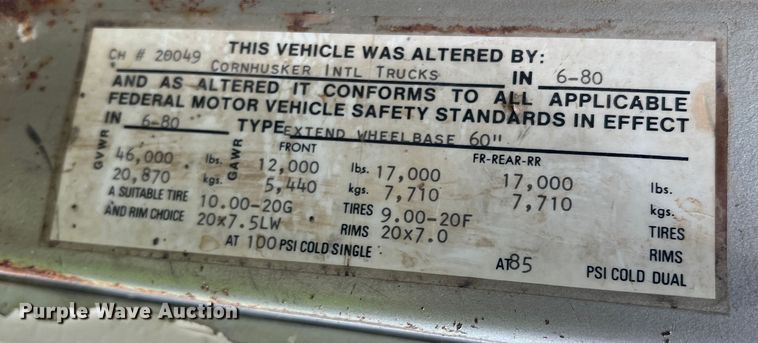 CH # 20049 THIS VEHICLE WAS ALTERED BY:
CORNHUSKER INTL TRUCKS IN 6-80
AND AS ALTERED IT CONFORMS TO ALL APPLICABLE
FEDERAL MOTOR VEHICLE SAFETY STANDARDS IN EFFECT
IN 6-80 TYPE EXTEND WHEELBASE 60"
FRONT FR-REAR-RR
GVWR 46,000 lbs. GAWR 12,000 lbs. 17,000 17,000 lbs.
20,870 kgs. 5,440 kgs. 7,710 7,710 kgs.
A SUITABLE TIRE 10.00-20G TIRES 9.00-20F TIRES
AND RIM CHOICE 20x7.5LW RIMS 20x7.0 RIMS
AT 100 PSI COLD SINGLE AT 85 PSI COLD DUAL
Purple Wave Auction